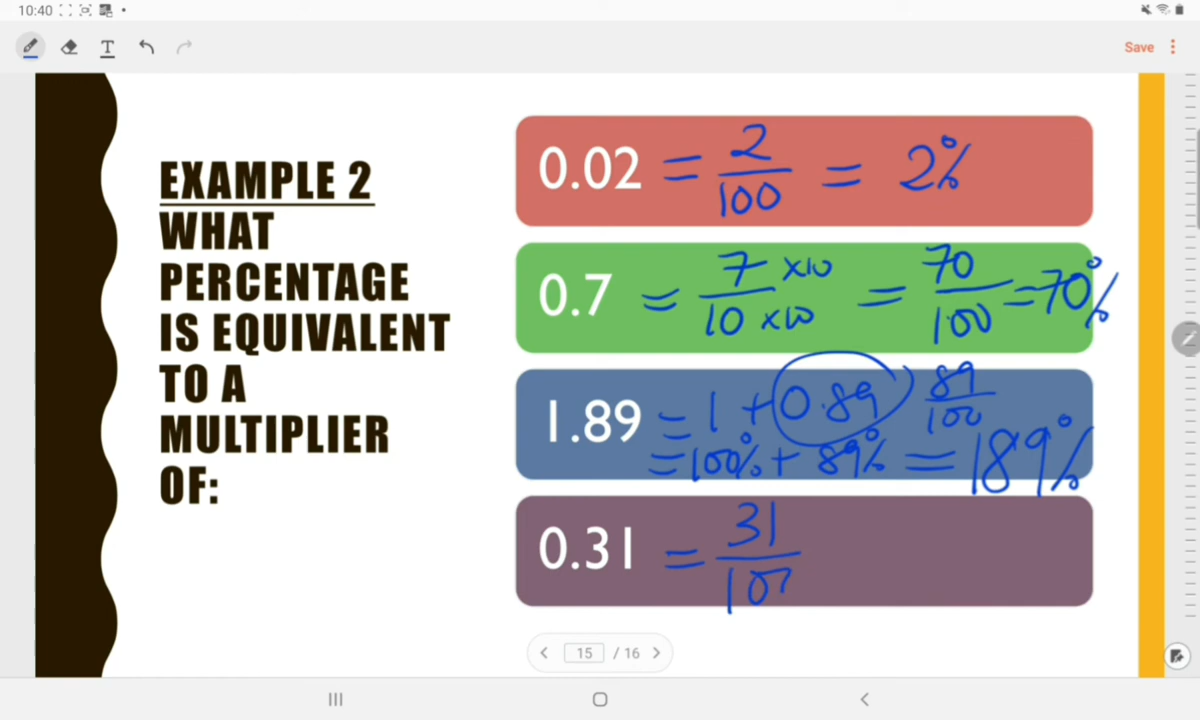 10:40
T
Save
EXAMPLE 2
WHAT
PERCENTAGE
IS EQUIVALENT
TO A
MULTIPLIER
OF:
0.02 = 2/100 = 2%
0.7 = 7/10 ×10/×10 = 70/100 = 70%
1.89 = 1 + 0.89 ) 89/100
= 100% + 89% = 189%
0.31 = 31/10
15 / 16